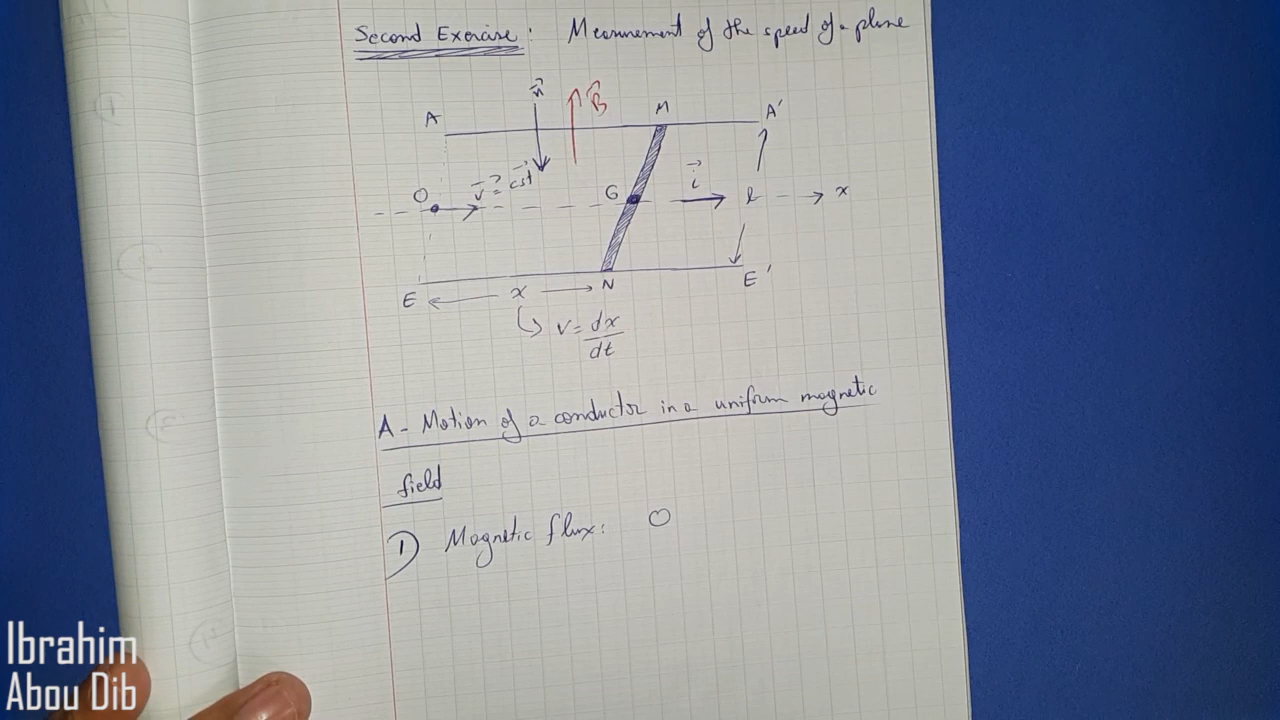 Second Exercise : Measurement of the speed of a plane
n
B
A
M
A'
v = cst
O
G
i
l
x
E
x
N
E'
v = dx
dt
A - Motion of a conductor in a uniform magnetic
field
1) Magnetic flux:
Ibrahim
Abou Dib